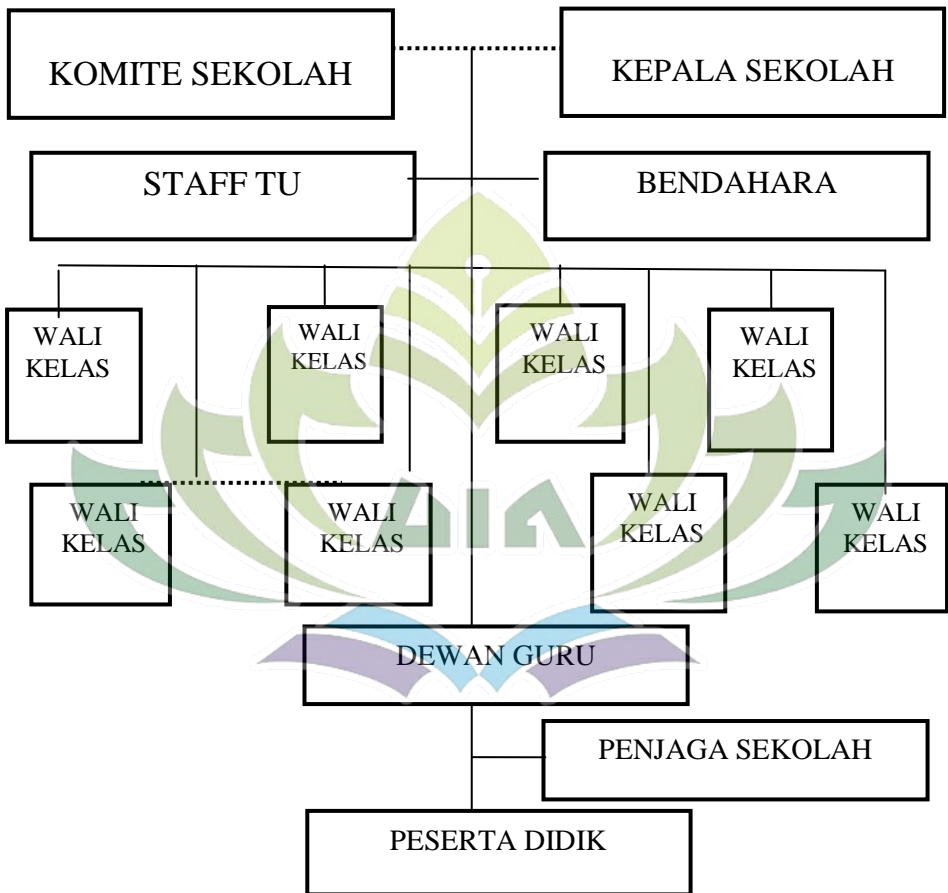 KOMITE SEKOLAH
KEPALA SEKOLAH
STAFF TU
BENDAHARA
WALI
KELAS
WALI
KELAS
WALI
KELAS
WALI
KELAS
WALI
KELAS
WALI
KELAS
WALI
KELAS
WALI
KELAS
DEWAN GURU
PENJAGA SEKOLAH
PESERTA DIDIK